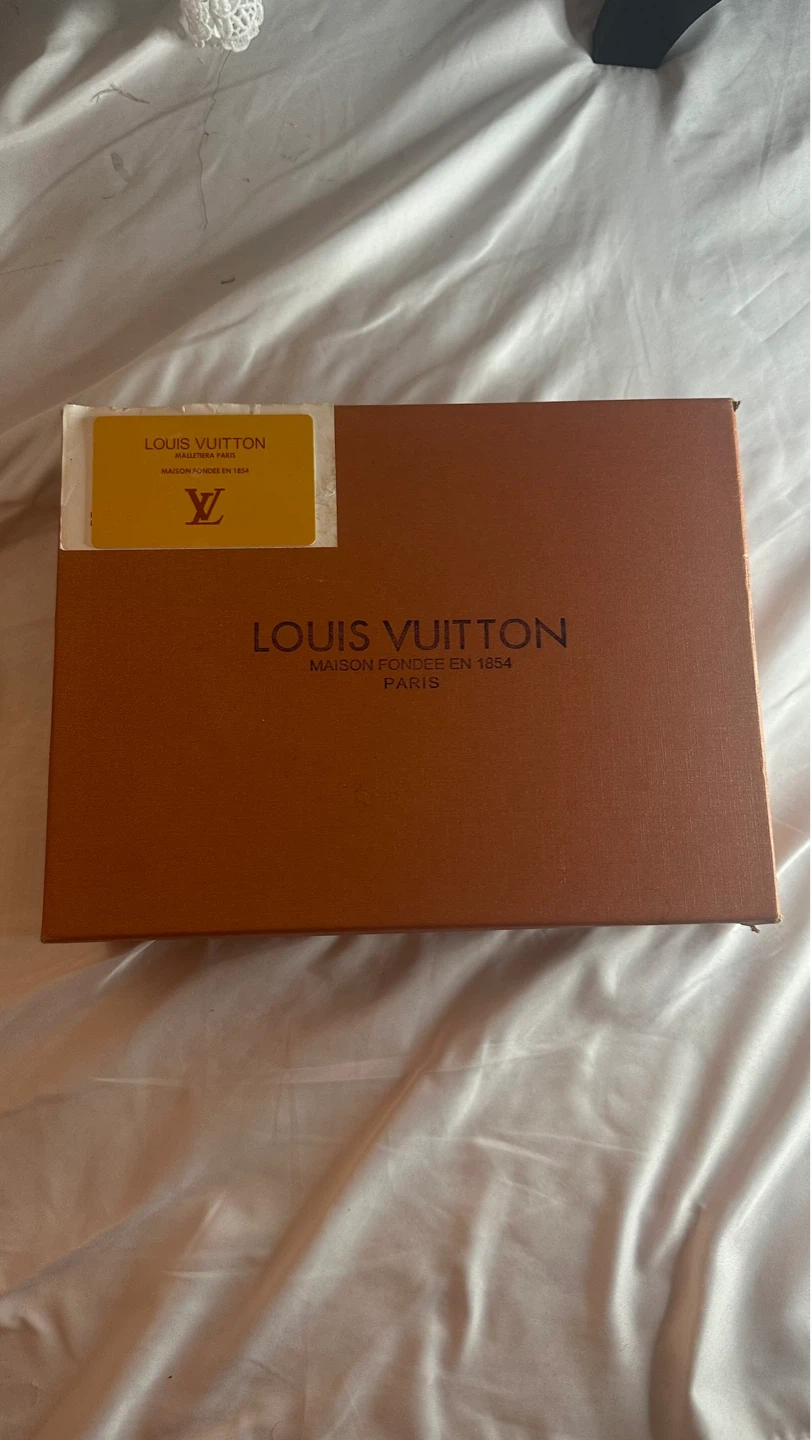 LOUIS VUITTON
MALLETIERA PARIS
MAISON FONDEE EN 1854
LV
LOUIS VUITTON
MAISON FONDEE EN 1854
PARIS